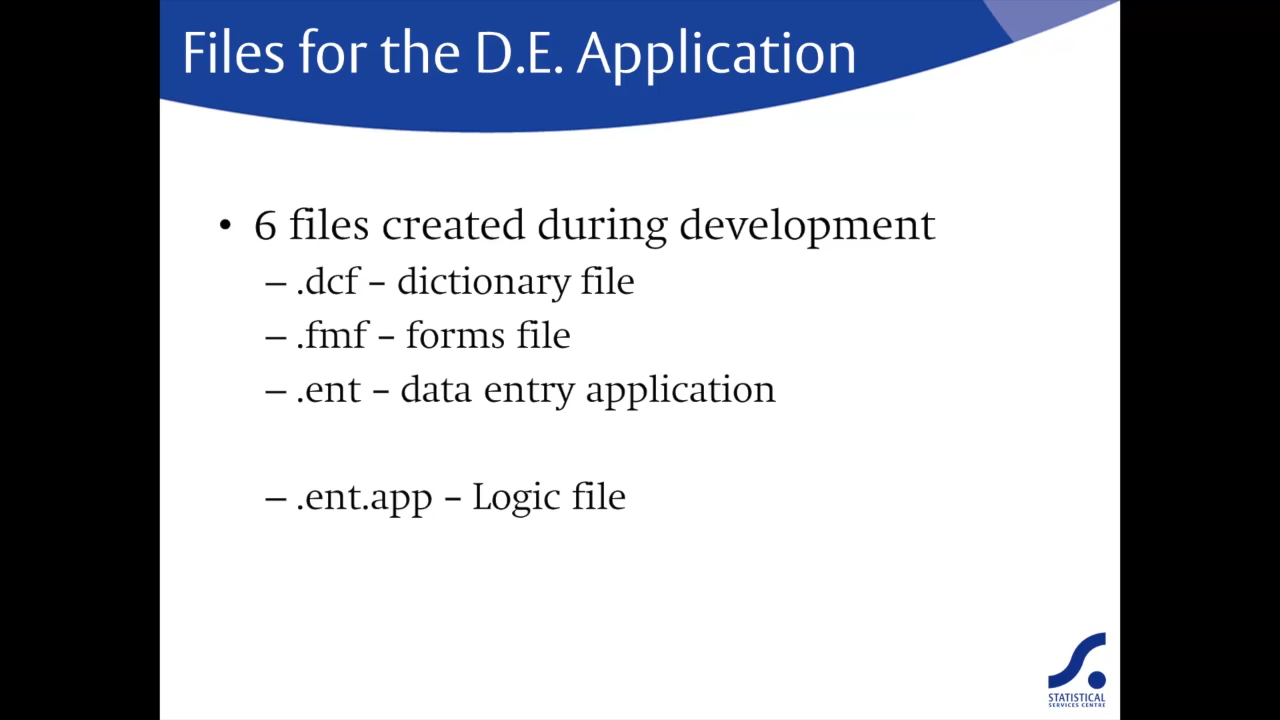 Files for the D.E. Application
• 6 files created during development
– .dcf – dictionary file
– .fmf – forms file
– .ent – data entry application
– .ent.app – Logic file
STATISTICAL
SERVICES CENTRE